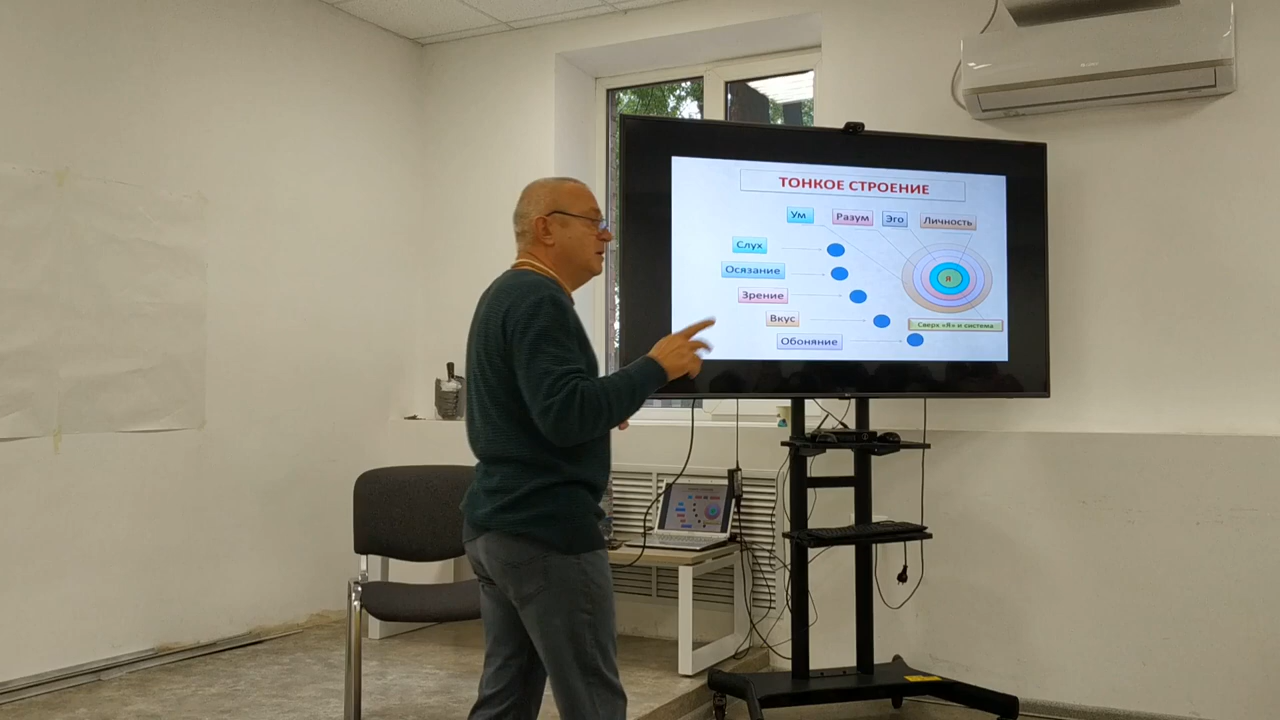 ТОНКОЕ СТРОЕНИЕ
Ум
Разум
Эго
Личность
Слух
Осязание
Зрение
Вкус
Обоняние
Я
Сверх «Я» и система